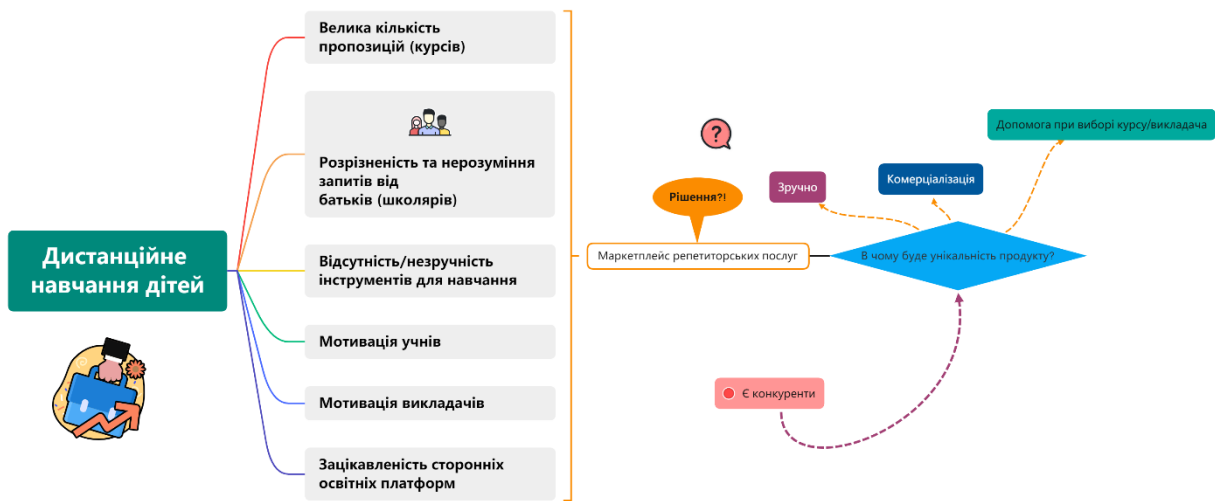 Дистанційне
навчання дітей
Велика кількість
пропозицій (курсів)
Розрізненість та нерозуміння
запитів від
батьків (школярів)
Відсутність/незручність
інструментів для навчання
Мотивація учнів
Мотивація викладачів
Зацікавленість сторонніх
освітніх платформ
?
Рішення?!
Маркетплейс репетиторських послуг
Зручно
Комерціалізація
Допомога при виборі курсу/викладача
В чому буде унікальність продукту?
Є конкуренти